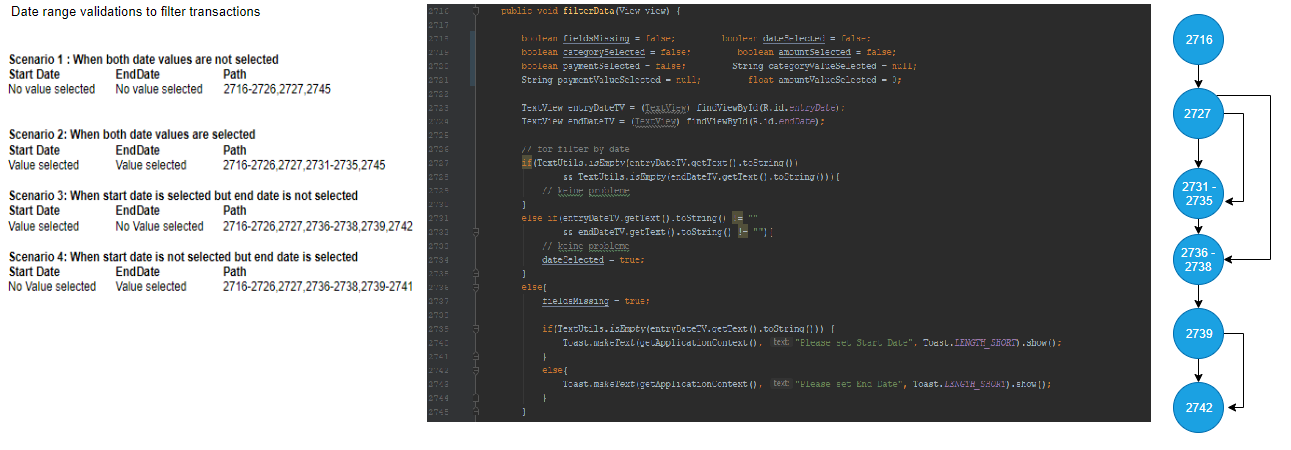 Date range validations to filter transactions
Scenario 1 : When both date values are not selected
Start Date EndDate Path
No value selected No value selected 2716-2726,2727,2745
Scenario 2: When both date values are selected
Start Date EndDate Path
Value selected Value selected 2716-2726,2727,2731-2735,2745
Scenario 3: When start date is selected but end date is not selected
Start Date EndDate Path
Value selected No Value selected 2716-2726,2727,2736-2738,2739,2742
Scenario 4: When start date is not selected but end date is selected
Start Date EndDate Path
No Value selected Value selected 2716-2726,2727,2736-2738,2739-2741
2716 public void filterData(View view) {
2717
2718 boolean fieldsMissing = false; boolean dateSelected = false;
2719 boolean categorySelected = false; boolean amountSelected = false;
2720 boolean paymentSelected = false; String categoryValueSelected = null;
2721 String paymentValueSelected = null; float amountValueSelected = 0;
2722
2723 TextView entryDateTV = (TextView) findViewById(R.id.entryDate);
2724 TextView endDateTV = (TextView) findViewById(R.id.endDate);
2725
2726 // for filter by date
2727 if(TextUtils.isEmpty(entryDateTV.getText().toString())
2728 && TextUtils.isEmpty(endDateTV.getText().toString())){
2729 // keine probleme
2730 }
2731 else if(entryDateTV.getText().toString() != ""
2732 && endDateTV.getText().toString() != ""){
2733 // keine probleme
2734 dateSelected = true;
2735 }
2736 else{
2737 fieldsMissing = true;
2738
2739 if(TextUtils.isEmpty(entryDateTV.getText().toString())) {
2740 Toast.makeText(getApplicationContext(), text: "Please set Start Date", Toast.LENGTH_SHORT).show();
2741 }
2742 else{
2743 Toast.makeText(getApplicationContext(), text: "Please set End Date", Toast.LENGTH_SHORT).show();
2744 }
2745 }
2716
2727
2731 -
2735
2736 -
2738
2739
2742